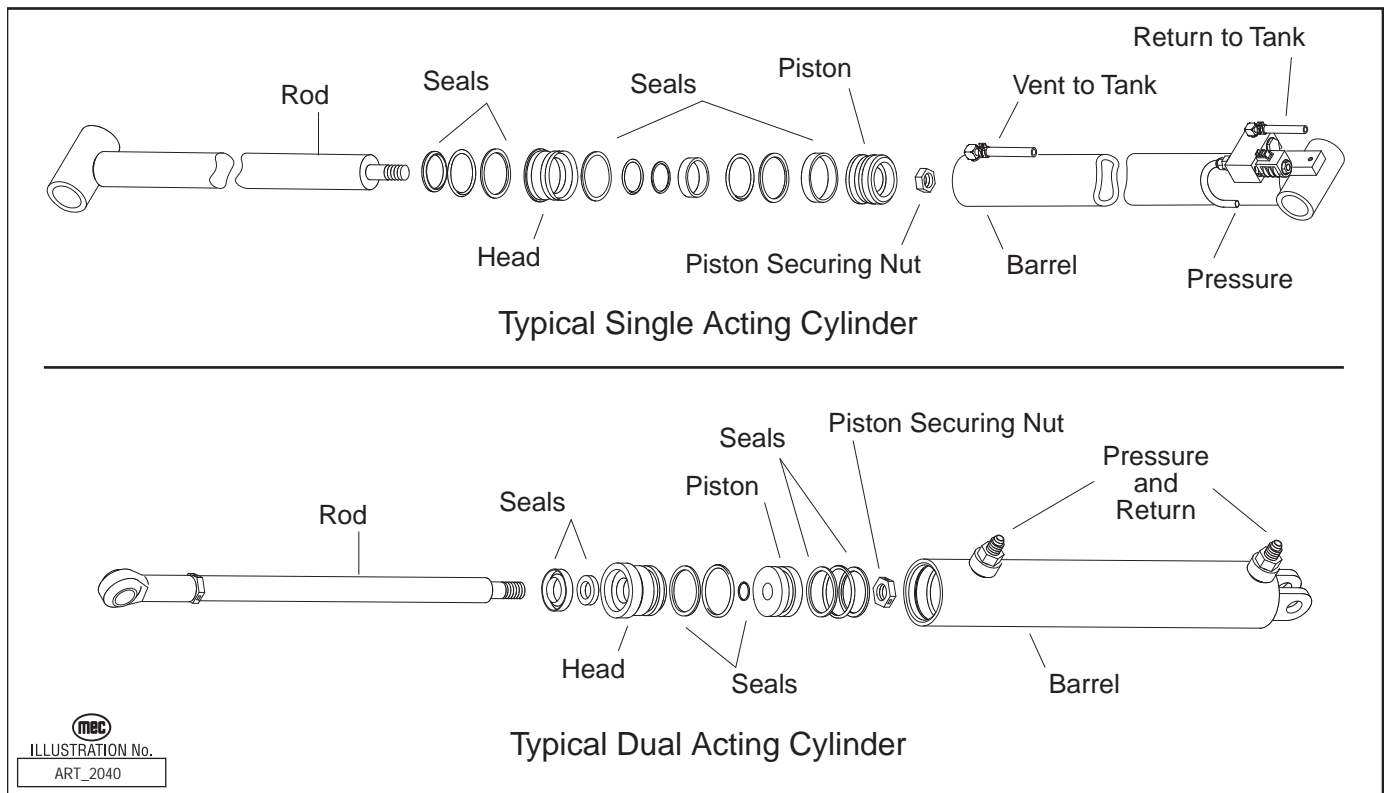 Return to Tank
Piston
Vent to Tank
Seals
Seals
Rod
Head
Piston Securing Nut
Barrel
Pressure
Typical Single Acting Cylinder
Piston Securing Nut
Seals
Pressure
and
Return
Piston
Seals
Rod
Head
Seals
Barrel
Typical Dual Acting Cylinder
mec
ILLUSTRATION No.
ART_2040